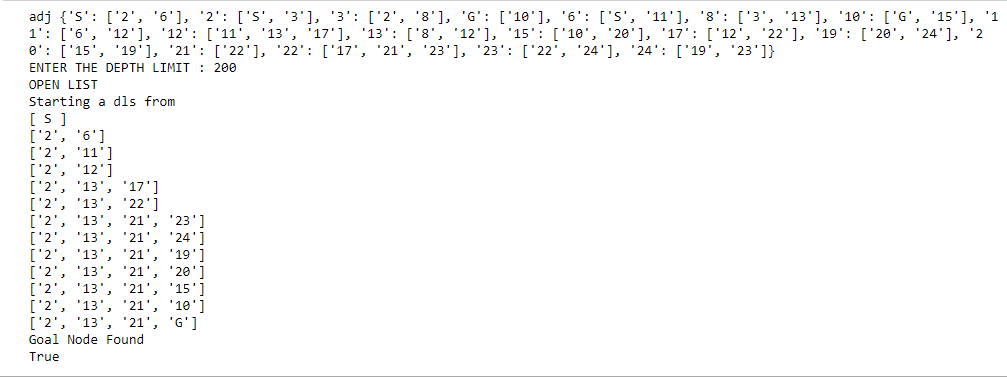 adj {'S': ['2', '6'], '2': ['S', '3'], '3': ['2', '8'], 'G': ['10'], '6': ['S', '11'], '8': ['3', '13'], '10': ['G', '15'], '1
1': ['6', '12'], '12': ['11', '13', '17'], '13': ['8', '12'], '15': ['10', '20'], '17': ['12', '22'], '19': ['20', '24'], '2
0': ['15', '19'], '21': ['22'], '22': ['17', '21', '23'], '23': ['22', '24'], '24': ['19', '23']}
ENTER THE DEPTH LIMIT : 200
OPEN LIST
Starting a dls from
[ S ]
['2', '6']
['2', '11']
['2', '12']
['2', '13', '17']
['2', '13', '22']
['2', '13', '21', '23']
['2', '13', '21', '24']
['2', '13', '21', '19']
['2', '13', '21', '20']
['2', '13', '21', '15']
['2', '13', '21', '10']
['2', '13', '21', 'G']
Goal Node Found
True